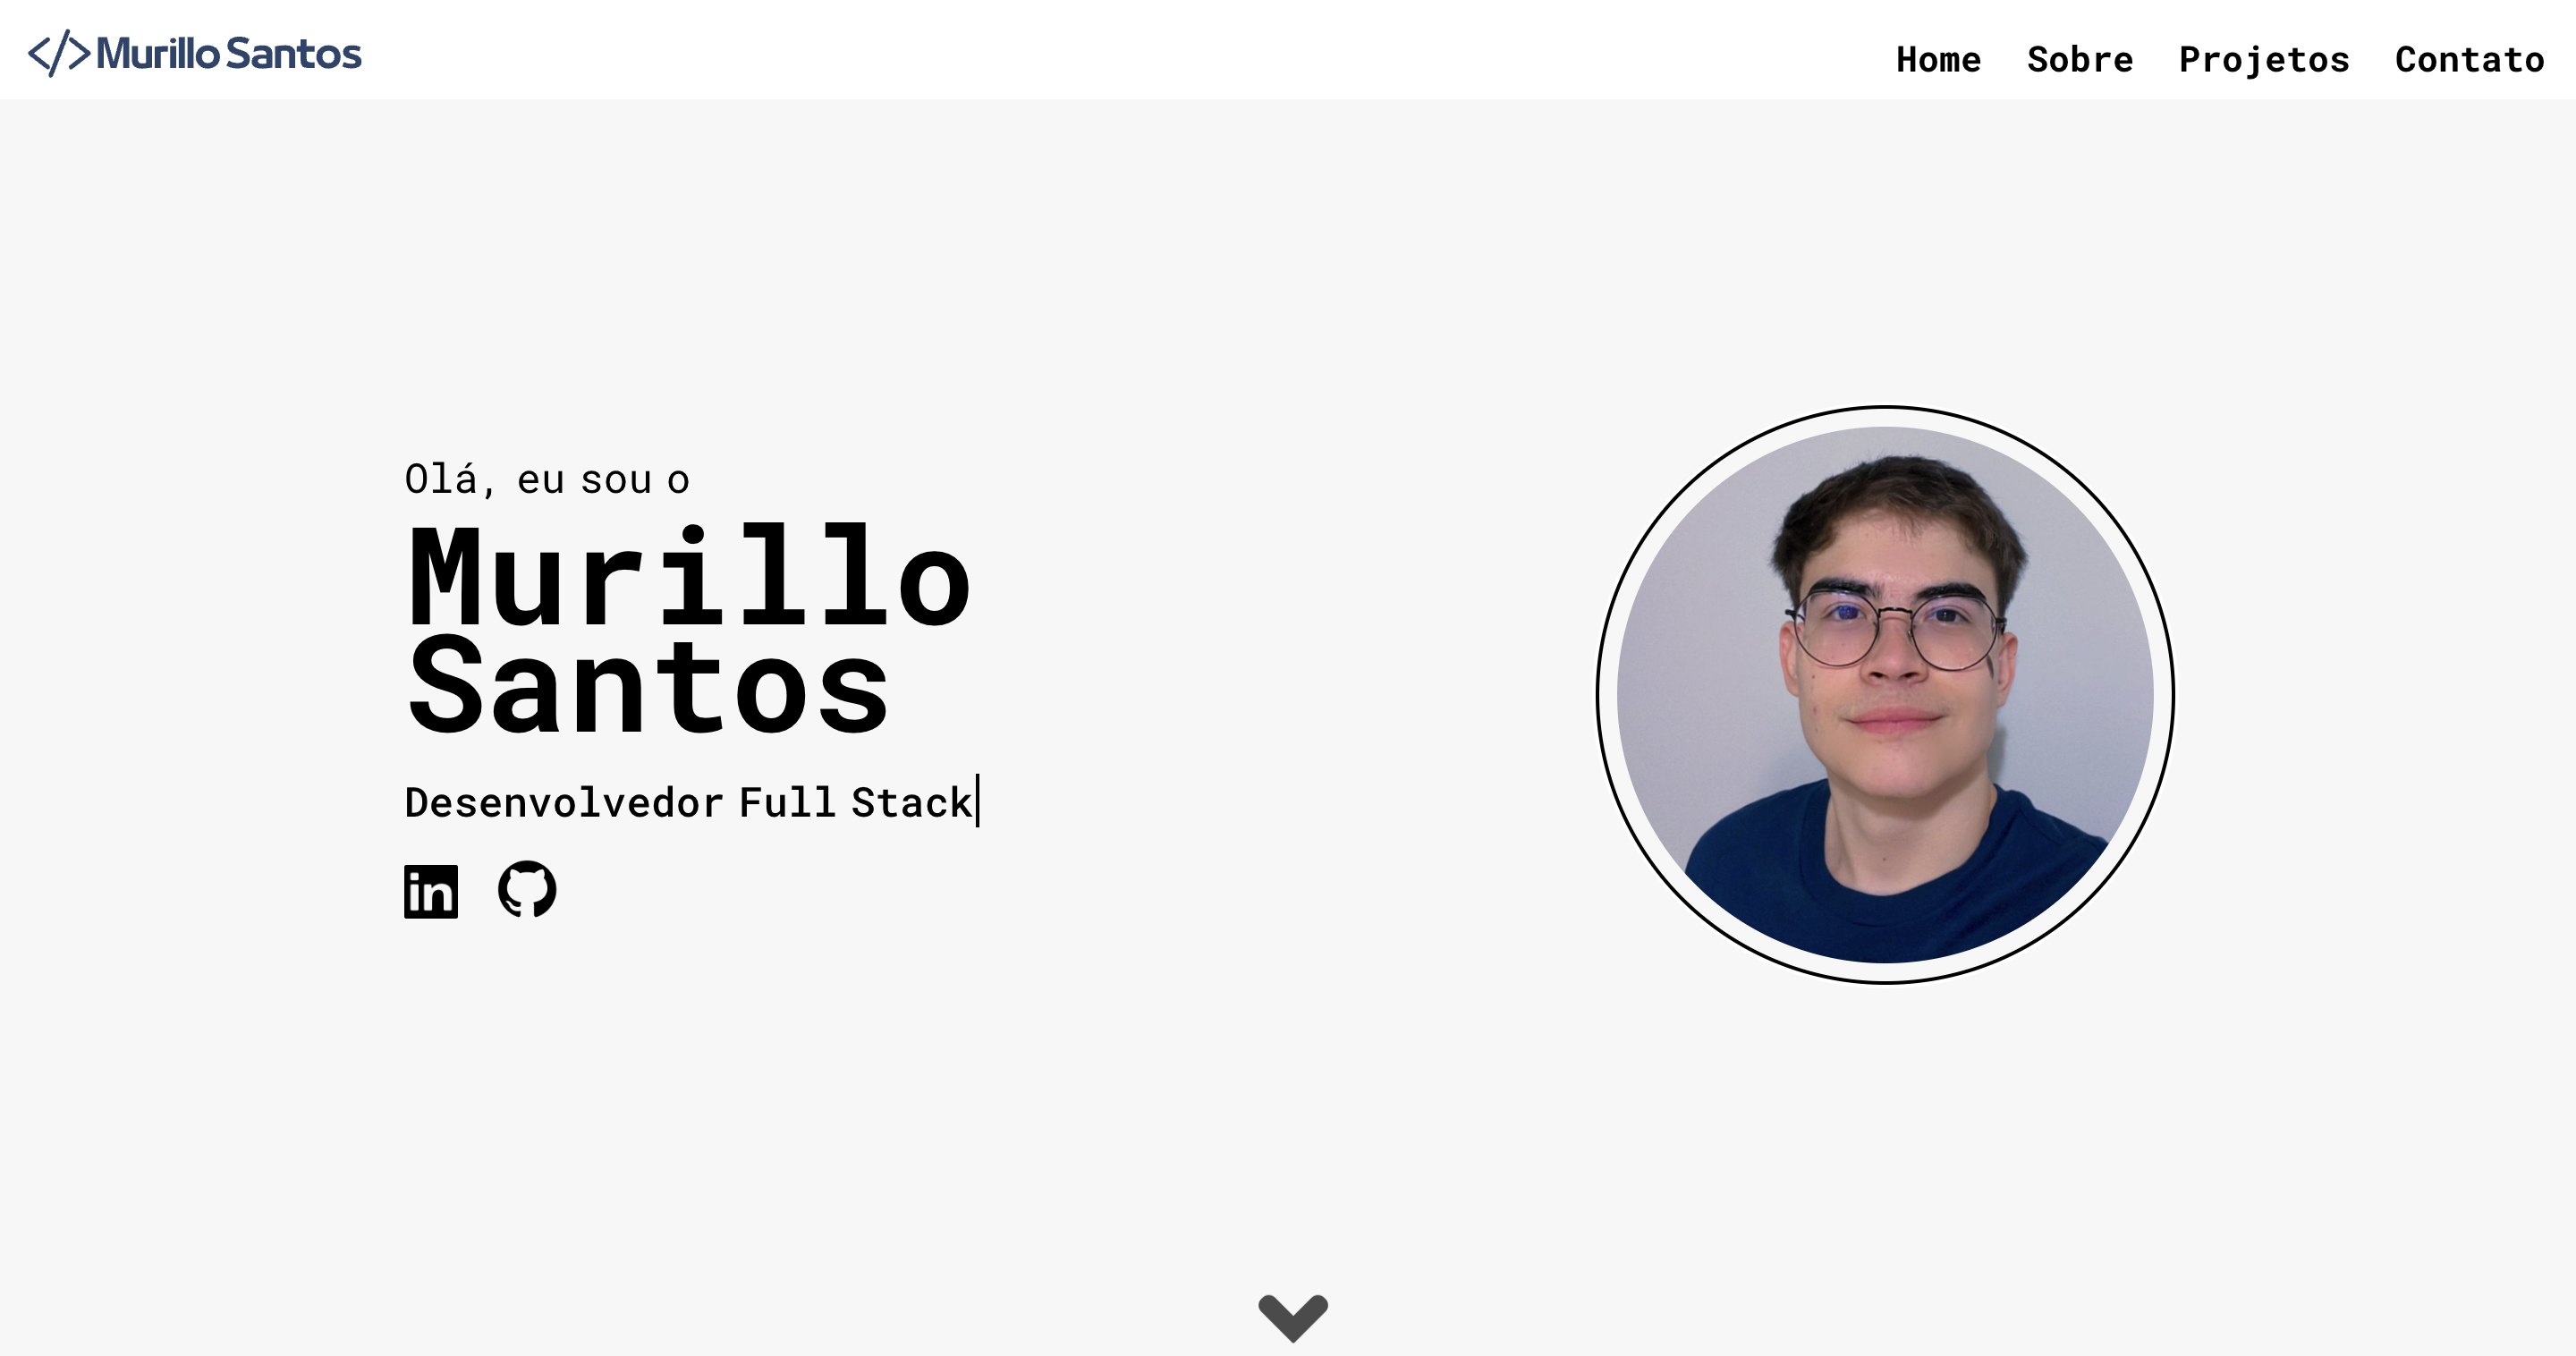 </> Murillo Santos
Home Sobre Projetos Contato
Olá, eu sou o
Murillo
Santos
Desenvolvedor Full Stack
in